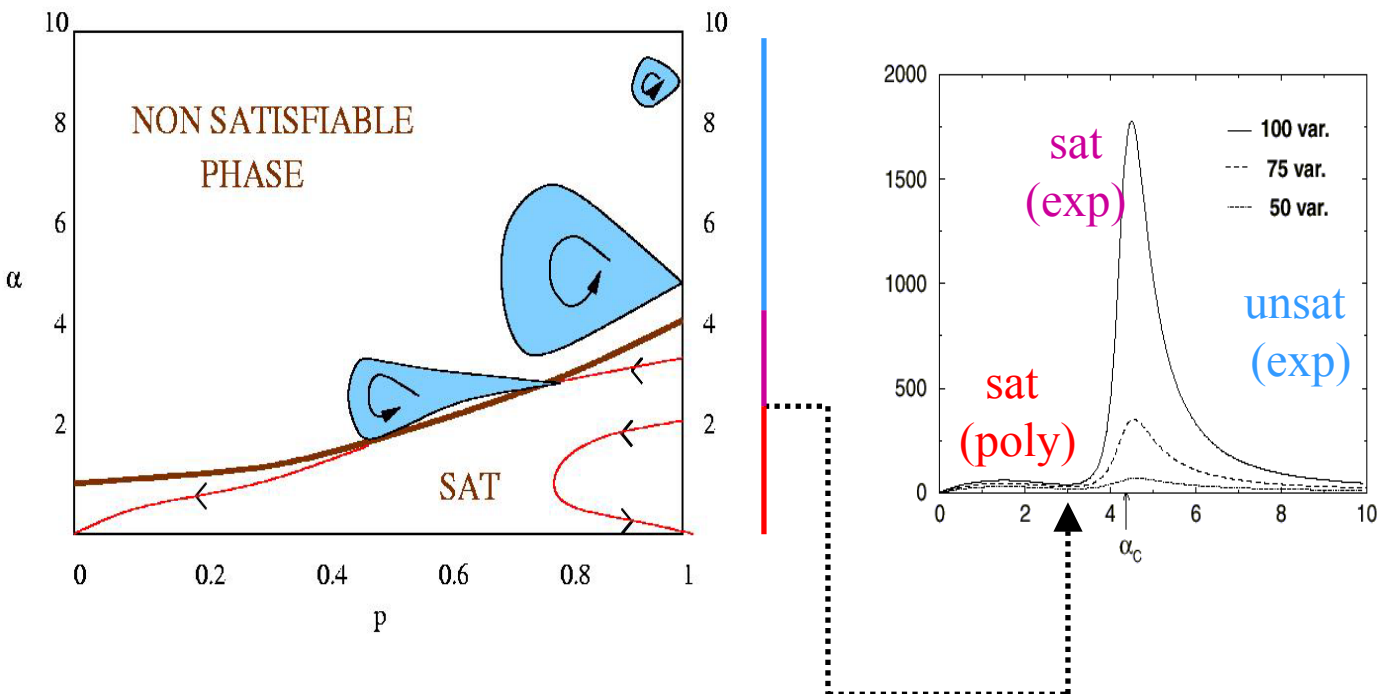 10
8
6
4
2
α
NON SATISFIABLE
PHASE
SAT
0 0.2 0.4 0.6 0.8 1
p
10
8
6
4
2
2000
1500
1000
500
0
sat
(exp)
100 var.
75 var.
50 var.
unsat
(exp)
sat
(poly)
0 2 4 6 8 10
αC